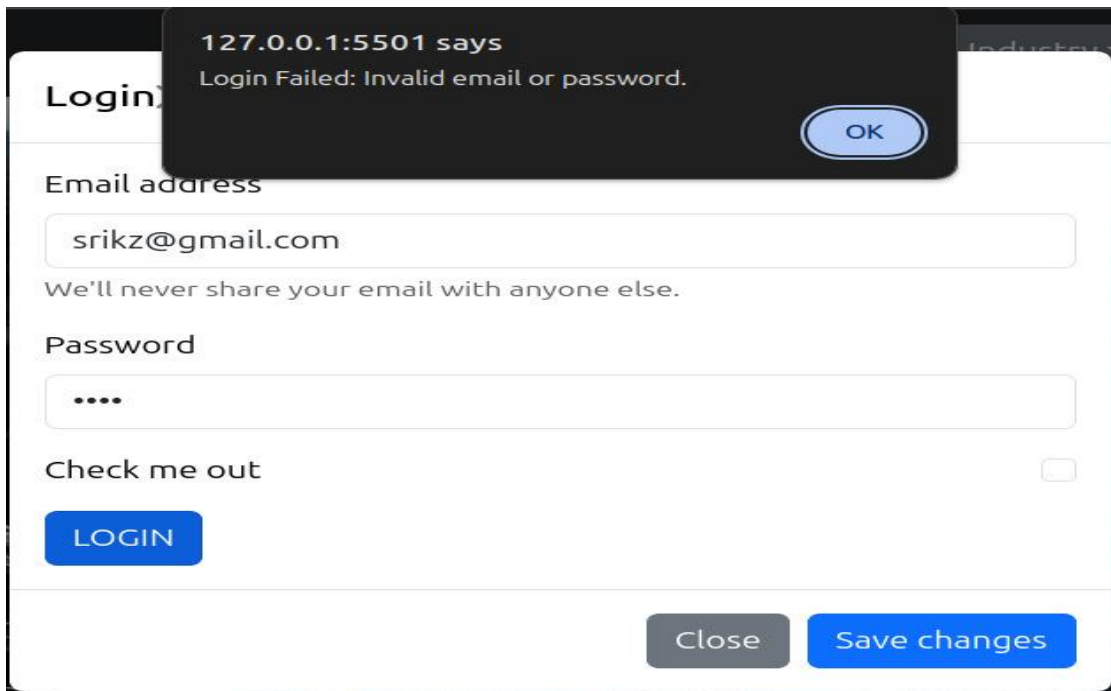 127.0.0.1:5501 says
Login Failed: Invalid email or password.
OK
Login
Email address
srikz@gmail.com
We'll never share your email with anyone else.
Password
••••
Check me out
LOGIN
Close
Save changes